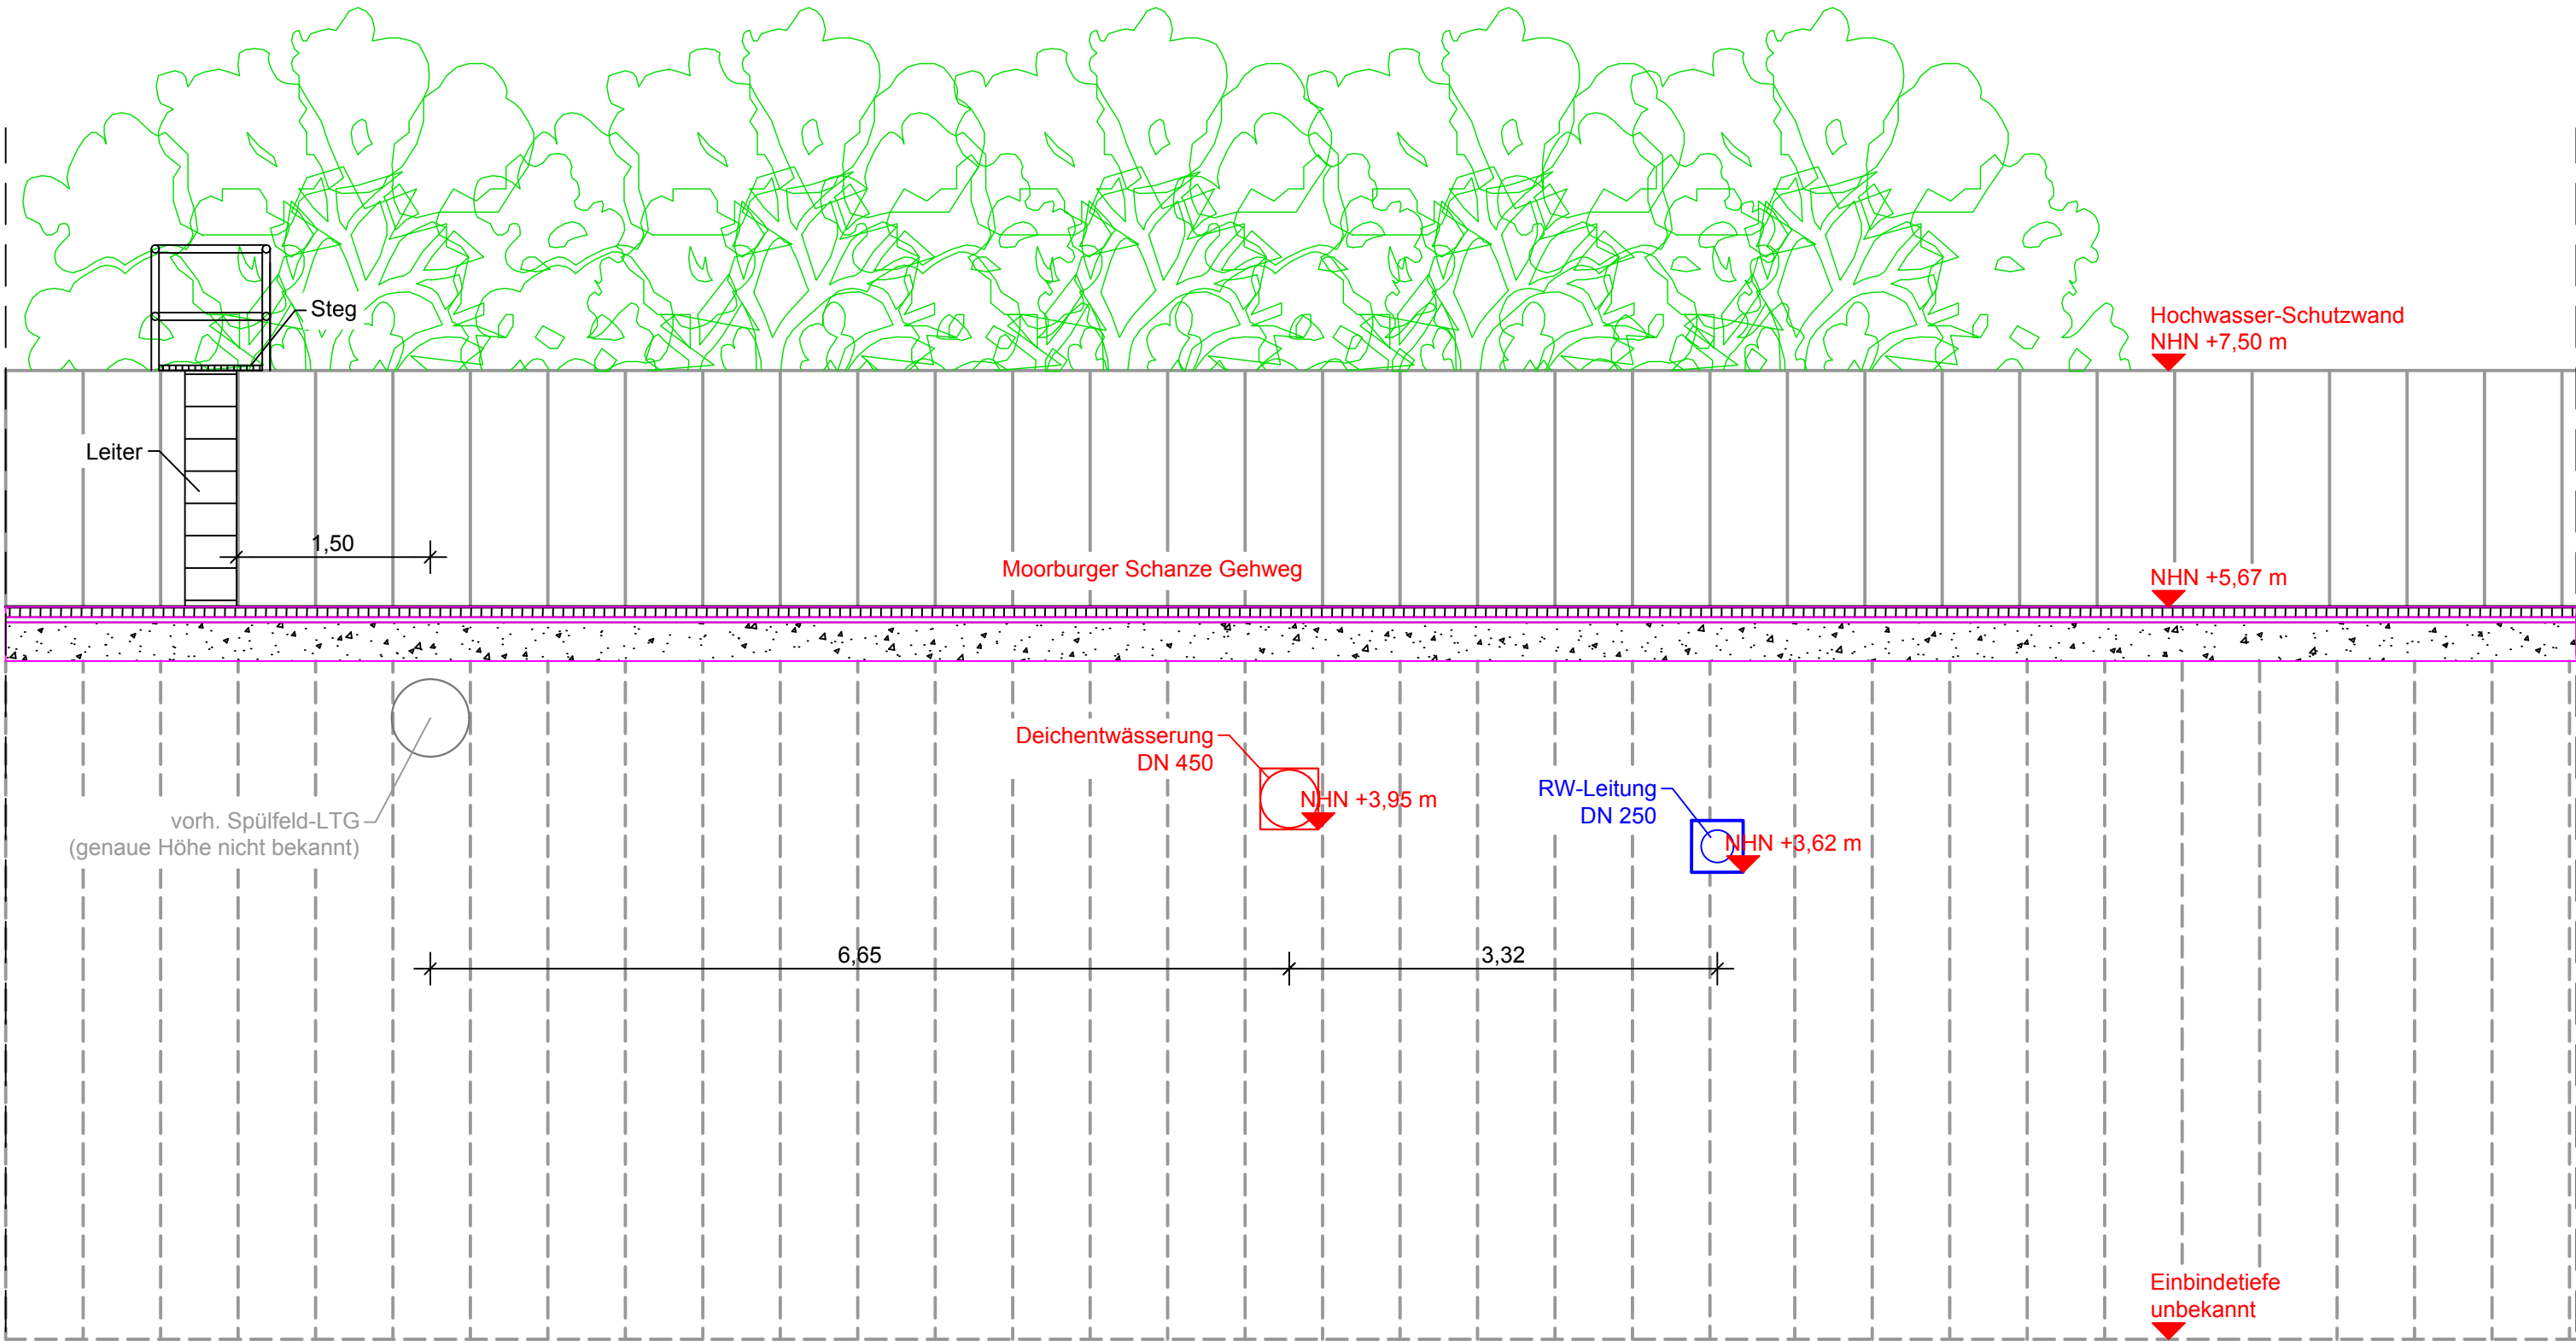 Steg
Hochwasser-Schutzwand
NHN +7,50 m
Leiter
1,50
Moorburger Schanze Gehweg
NHN +5,67 m
Deichentwässerung
DN 450
NHN +3,95 m
RW-Leitung
DN 250
NHN +3,62 m
vorh. Spülfeld-LTG
(genaue Höhe nicht bekannt)
6,65
3,32
Einbindetiefe
unbekannt